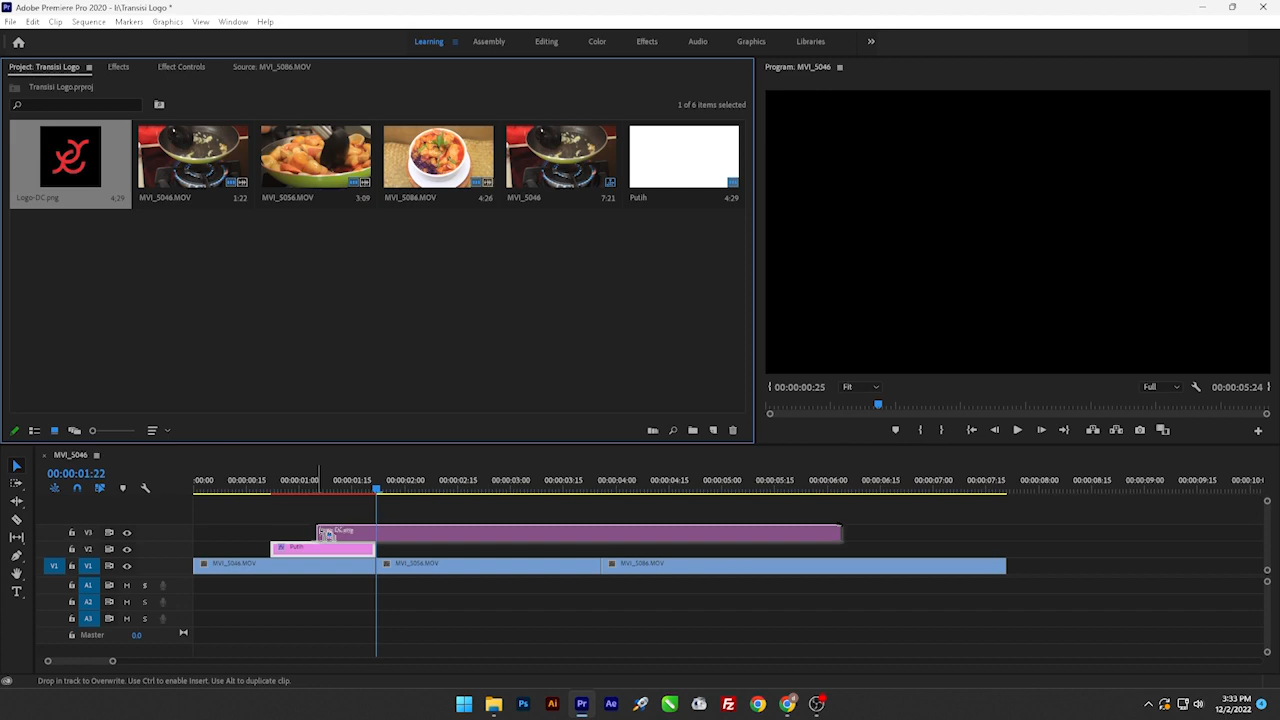 Adobe Premiere Pro 2020 - I:\Transisi Logo *
File Edit Clip Sequence Markers Graphics View Window Help
Learning Assembly Editing Color Effects Audio Graphics Libraries
Project: Transisi Logo Effects Effect Controls Source: MVI_5086.MOV
Program: MVI_5046
Transisi Logo.prproj
1 of 6 items selected
Logo-DC.png 4;29
MVI_5046.MOV 1:22
MVI_5056.MOV 3:09
MVI_5086.MOV 4:26
MVI_5046 7:21
Putih 4:29
00:00:00:25 Fit Full 00:00:05:24
MVI_5046
00:00:01:22
:00:00 00:00:00:15 00:00:01:00 00:00:01:15 00:00:02:00 00:00:02:15 00:00:03:00 00:00:03:15 00:00:04:00 00:00:04:15 00:00:05:00 00:00:05:15 00:00:06:00 00:00:06:15 00:00:07:00 00:00:07:15 00:00:08:00 00:00:08:15 00:00:09:00 00:00:09:15 00:00:10:0
V3 Logo-DC.png
V2 Putih
V1 V1 MVI_5046.MOV MVI_5056.MOV MVI_5086.MOV
A1 M S
A2 M S
A3 M S
Master 0.0
Drop in track to Overwrite. Use Ctrl to enable Insert. Use Alt to duplicate clip.
3:33 PM
12/2/2022